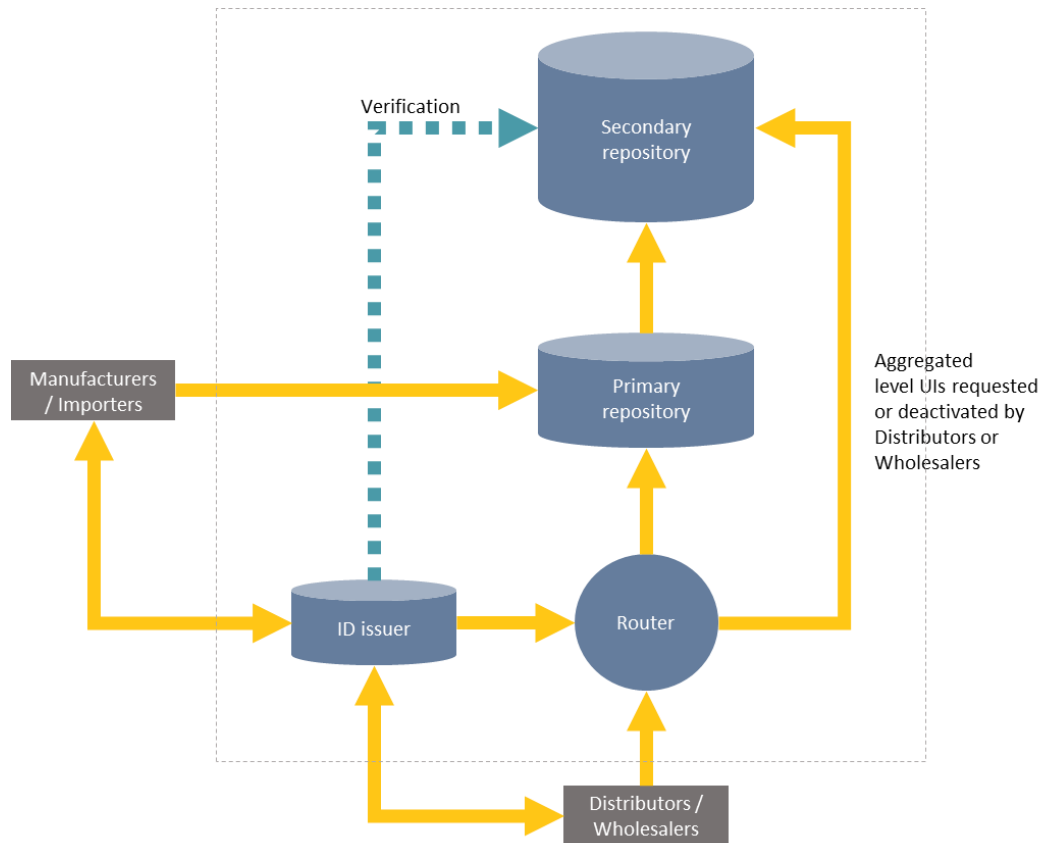 Verification
Secondary
repository
Manufacturers
/ Importers
Primary
repository
Aggregated
level UIs requested
or deactivated by
Distributors or
Wholesalers
ID issuer
Router
Distributors /
Wholesalers